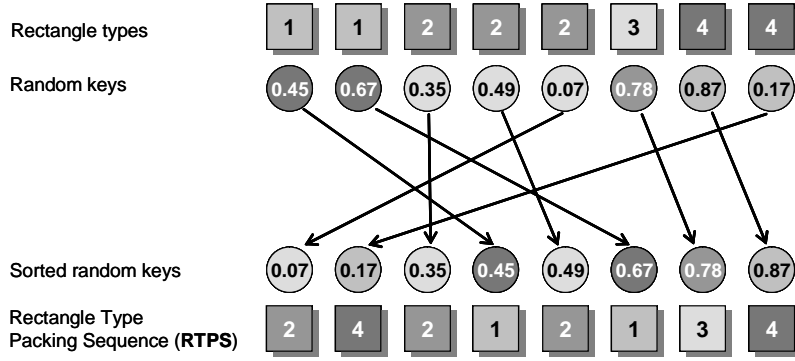 Rectangle types 1 1 2 2 2 3 4 4
Random keys 0.45 0.67 0.35 0.49 0.07 0.78 0.87 0.17
Sorted random keys 0.07 0.17 0.35 0.45 0.49 0.67 0.78 0.87
Rectangle Type
Packing Sequence (RTPS) 2 4 2 1 2 1 3 4